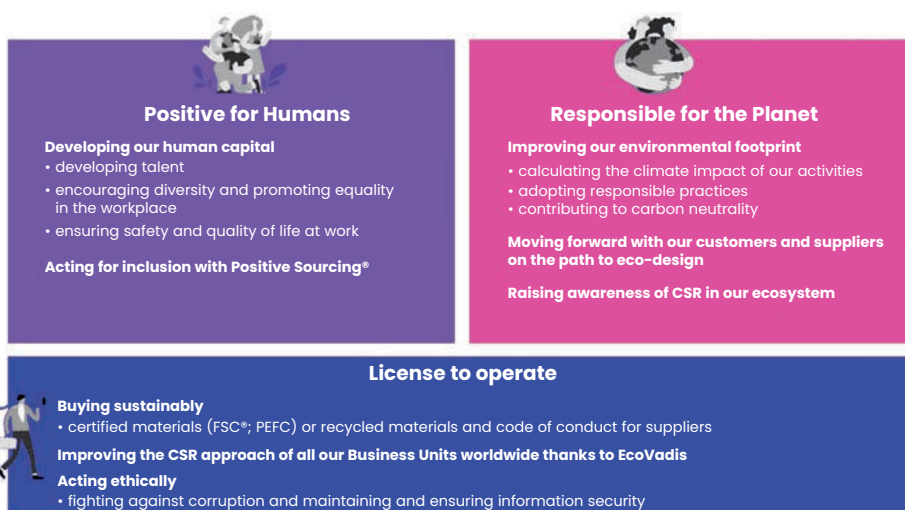 Positive for Humans
Developing our human capital
• developing talent
• encouraging diversity and promoting equality
in the workplace
• ensuring safety and quality of life at work
Acting for inclusion with Positive Sourcing®
Responsible for the Planet
Improving our environmental footprint
• calculating the climate impact of our activities
• adopting responsible practices
• contributing to carbon neutrality
Moving forward with our customers and suppliers
on the path to eco-design
Raising awareness of CSR in our ecosystem
License to operate
Buying sustainably
• certified materials (FSC®; PEFC) or recycled materials and code of conduct for suppliers
Improving the CSR approach of all our Business Units worldwide thanks to EcoVadis
Acting ethically
• fighting against corruption and maintaining and ensuring information security